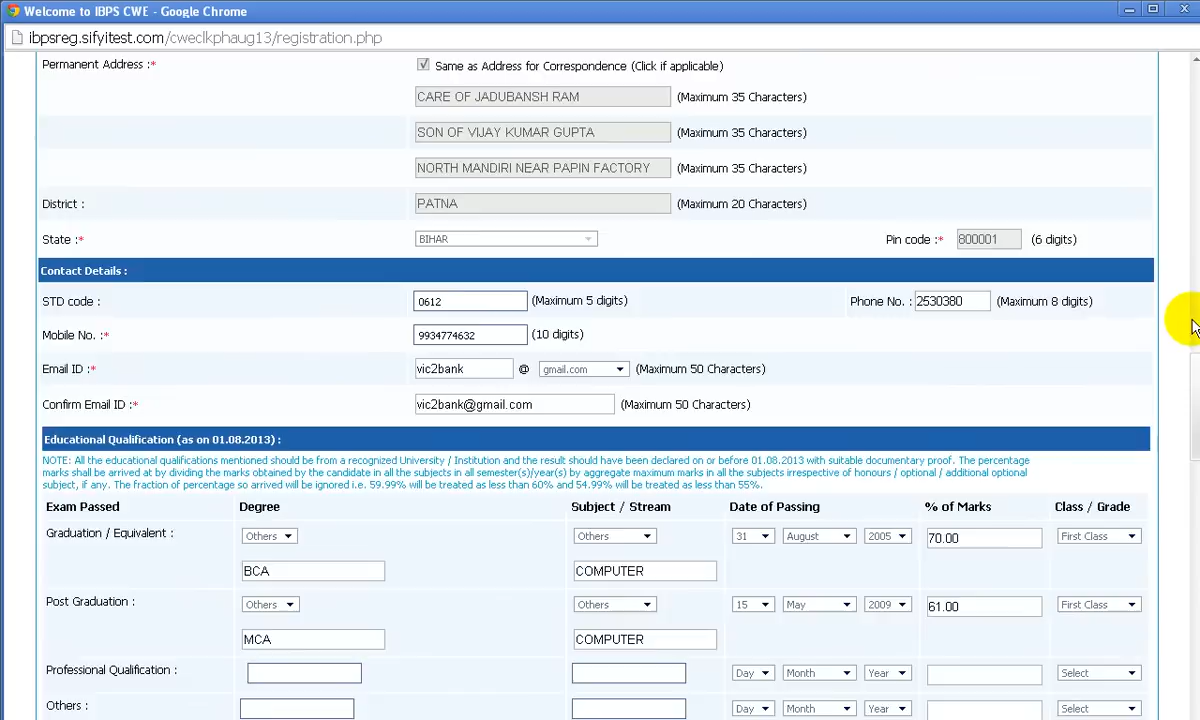 Welcome to IBPS CWE - Google Chrome
ibpsreg.sifyitest.com/cweclkphaug13/registration.php
Permanent Address :*
Same as Address for Correspondence (Click if applicable)
CARE OF JADUBANSH RAM (Maximum 35 Characters)
SON OF VIJAY KUMAR GUPTA (Maximum 35 Characters)
NORTH MANDIRI NEAR PAPIN FACTORY (Maximum 35 Characters)
District : PATNA (Maximum 20 Characters)
State :* BIHAR Pin code :* 800001 (6 digits)
Contact Details :
STD code : 0612 (Maximum 5 digits) Phone No. : 2530380 (Maximum 8 digits)
Mobile No. :* 9934774632 (10 digits)
Email ID :* vic2bank @ gmail.com (Maximum 50 Characters)
Confirm Email ID :* vic2bank@gmail.com (Maximum 50 Characters)
Educational Qualification (as on 01.08.2013) :
NOTE: All the educational qualifications mentioned should be from a recognized University / Institution and the result should have been declared on or before 01.08.2013 with suitable documentary proof. The percentage
marks shall be arrived at by dividing the marks obtained by the candidate in all the subjects in all semester(s)/year(s) by aggregate maximum marks in all the subjects irrespective of honours / optional / additional optional
subject, if any. The fraction of percentage so arrived will be ignored i.e. 59.99% will be treated as less than 60% and 54.99% will be treated as less than 55%.
Exam Passed Degree Subject / Stream Date of Passing % of Marks Class / Grade
Graduation / Equivalent : Others Others 31 August 2005 70.00 First Class
BCA COMPUTER
Post Graduation : Others Others 15 May 2009 61.00 First Class
MCA COMPUTER
Professional Qualification : Day Month Year Select
Others : Day Month Year Select